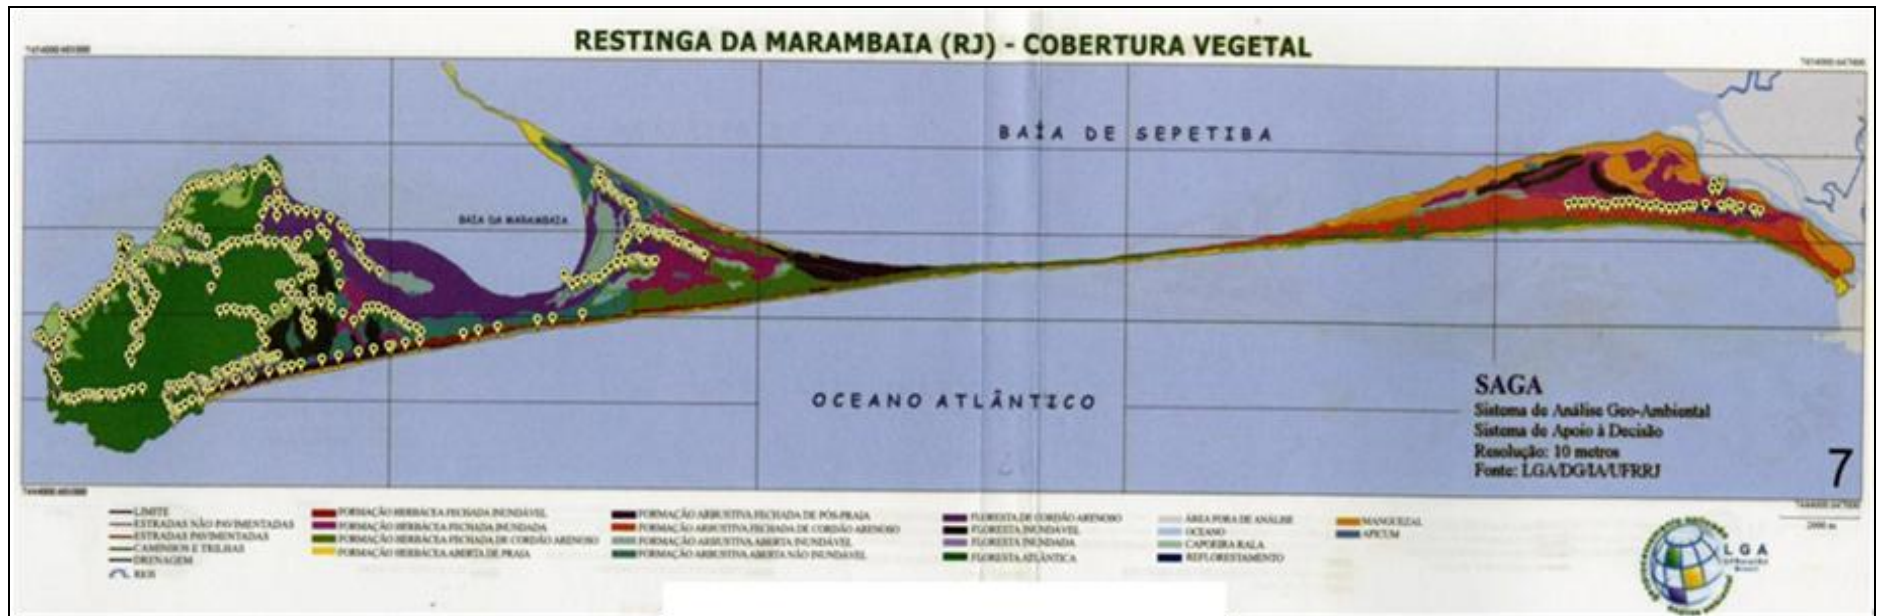 RESTINGA DA MARAMBAIA (RJ) - COBERTURA VEGETAL
BAÍA DE SEPETIBA
BAÍA DA MARAMBAIA
OCEANO ATLÂNTICO
SAGA
Sistema de Análise Geo-Ambiental
Sistema de Apoio à Decisão
Resolução: 10 metros
Fonte: LGA/DG/IA/UFRRJ
7
LIMITE
ESTRADAS NÃO PAVIMENTADAS
ESTRADAS PAVIMENTADAS
CAMINHOS E TRILHAS
DRENAGEM
RIOS
FORMAÇÃO HERBÁCEA FECHADA INUNDÁVEL
FORMAÇÃO HERBÁCEA FECHADA INUNDADA
FORMAÇÃO HERBÁCEA FECHADA DE CORDÃO ARENOSO
FORMAÇÃO HERBÁCEA ABERTA DE PRAIA
FORMAÇÃO ARBUSTIVA FECHADA DE PÓS-PRAIA
FORMAÇÃO ARBUSTIVA FECHADA DE CORDÃO ARENOSO
FORMAÇÃO ARBUSTIVA ABERTA INUNDÁVEL
FORMAÇÃO ARBUSTIVA ABERTA NÃO INUNDÁVEL
FLORESTA DE CORDÃO ARENOSO
FLORESTA INUNDÁVEL
FLORESTA INUNDADA
FLORESTA ATLÂNTICA
ÁREA FORA DE ANÁLISE
OCEANO
CAPOEIRA RALA
REFLORESTAMENTO
MANGUEZAL
APICUM
2000 m
LGA